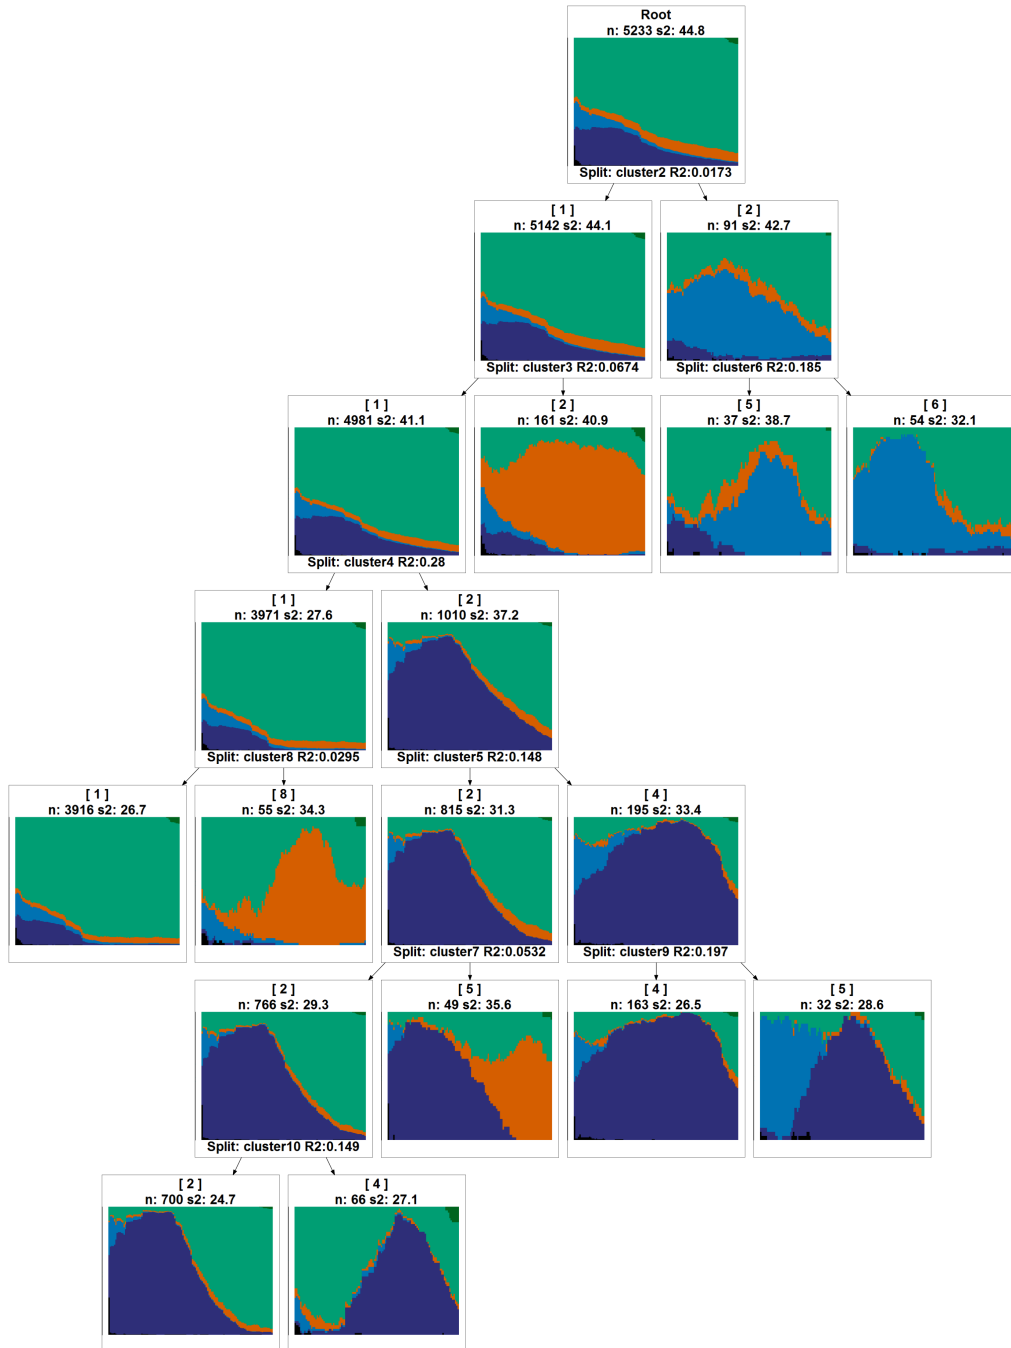 Root
n: 5233 s2: 44.8
Split: cluster2 R2:0.0173
[ 1 ]
n: 5142 s2: 44.1
Split: cluster3 R2:0.0674
[ 2 ]
n: 91 s2: 42.7
Split: cluster6 R2:0.185
[ 1 ]
n: 4981 s2: 41.1
Split: cluster4 R2:0.28
[ 2 ]
n: 161 s2: 40.9
[ 5 ]
n: 37 s2: 38.7
[ 6 ]
n: 54 s2: 32.1
[ 1 ]
n: 3971 s2: 27.6
Split: cluster8 R2:0.0295
[ 2 ]
n: 1010 s2: 37.2
Split: cluster5 R2:0.148
[ 1 ]
n: 3916 s2: 26.7
[ 8 ]
n: 55 s2: 34.3
[ 2 ]
n: 815 s2: 31.3
Split: cluster7 R2:0.0532
[ 4 ]
n: 195 s2: 33.4
Split: cluster9 R2:0.197
[ 2 ]
n: 766 s2: 29.3
Split: cluster10 R2:0.149
[ 5 ]
n: 49 s2: 35.6
[ 4 ]
n: 163 s2: 26.5
[ 5 ]
n: 32 s2: 28.6
[ 2 ]
n: 700 s2: 24.7
[ 4 ]
n: 66 s2: 27.1